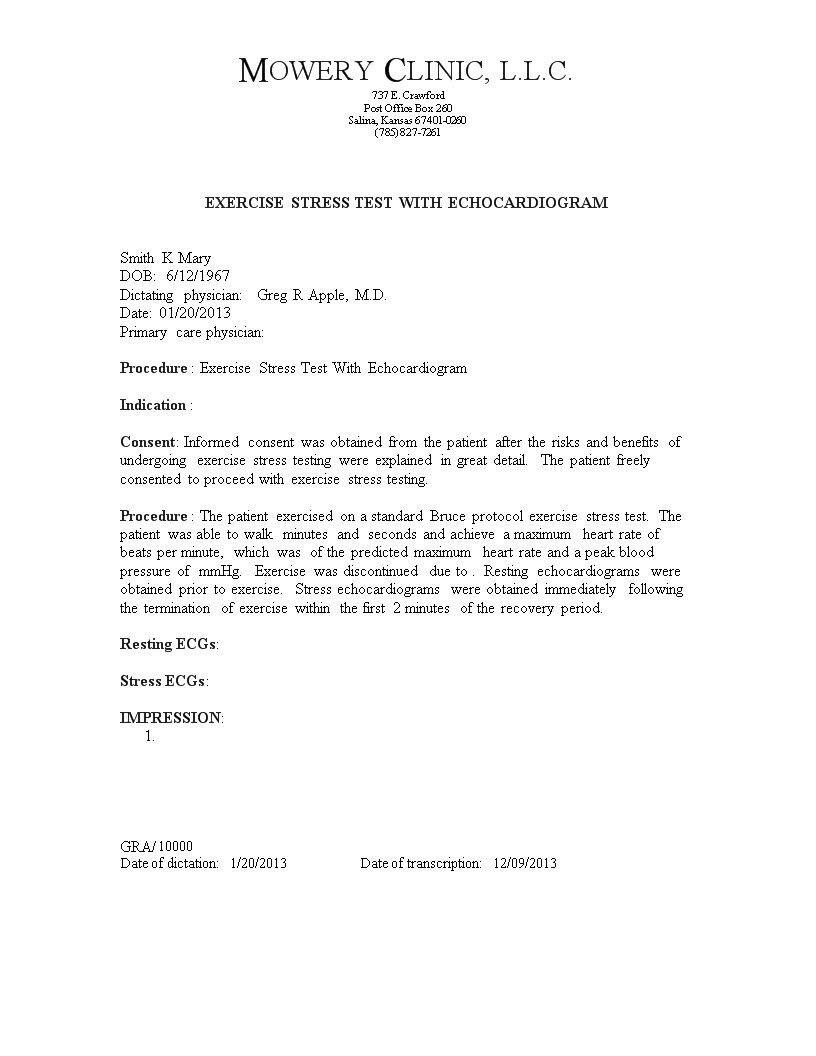 MOWERY CLINIC, L.L.C.
737 E. Crawford
Post Office Box 260
Salina, Kansas 67401-0260
(785) 827-7261
EXERCISE STRESS TEST WITH ECHOCARDIOGRAM
Smith K Mary
DOB: 6/12/1967
Dictating physician: Greg R Apple, M.D.
Date: 01/20/2013
Primary care physician:
Procedure : Exercise Stress Test With Echocardiogram
Indication :
Consent: Informed consent was obtained from the patient after the risks and benefits of
undergoing exercise stress testing were explained in great detail. The patient freely
consented to proceed with exercise stress testing.
Procedure : The patient exercised on a standard Bruce protocol exercise stress test. The
patient was able to walk minutes and seconds and achieve a maximum heart rate of
beats per minute, which was of the predicted maximum heart rate and a peak blood
pressure of mmHg. Exercise was discontinued due to . Resting echocardiograms were
obtained prior to exercise. Stress echocardiograms were obtained immediately following
the termination of exercise within the first 2 minutes of the recovery period.
Resting ECGs:
Stress ECGs:
IMPRESSION:
1.
GRA/10000
Date of dictation: 1/20/2013 Date of transcription: 12/09/2013